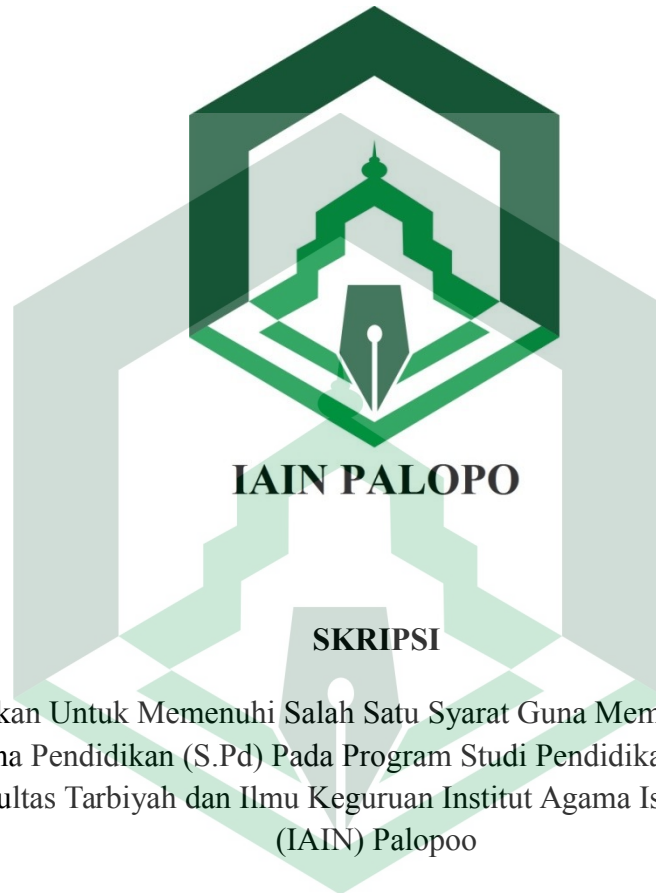 IAIN PALOPO
SKRIPSI
kan Untuk Memenuhi Salah Satu Syarat Guna Mem
na Pendidikan (S.Pd) Pada Program Studi Pendidika
ultas Tarbiyah dan Ilmu Keguruan Institut Agama Is
(IAIN) Palopoo